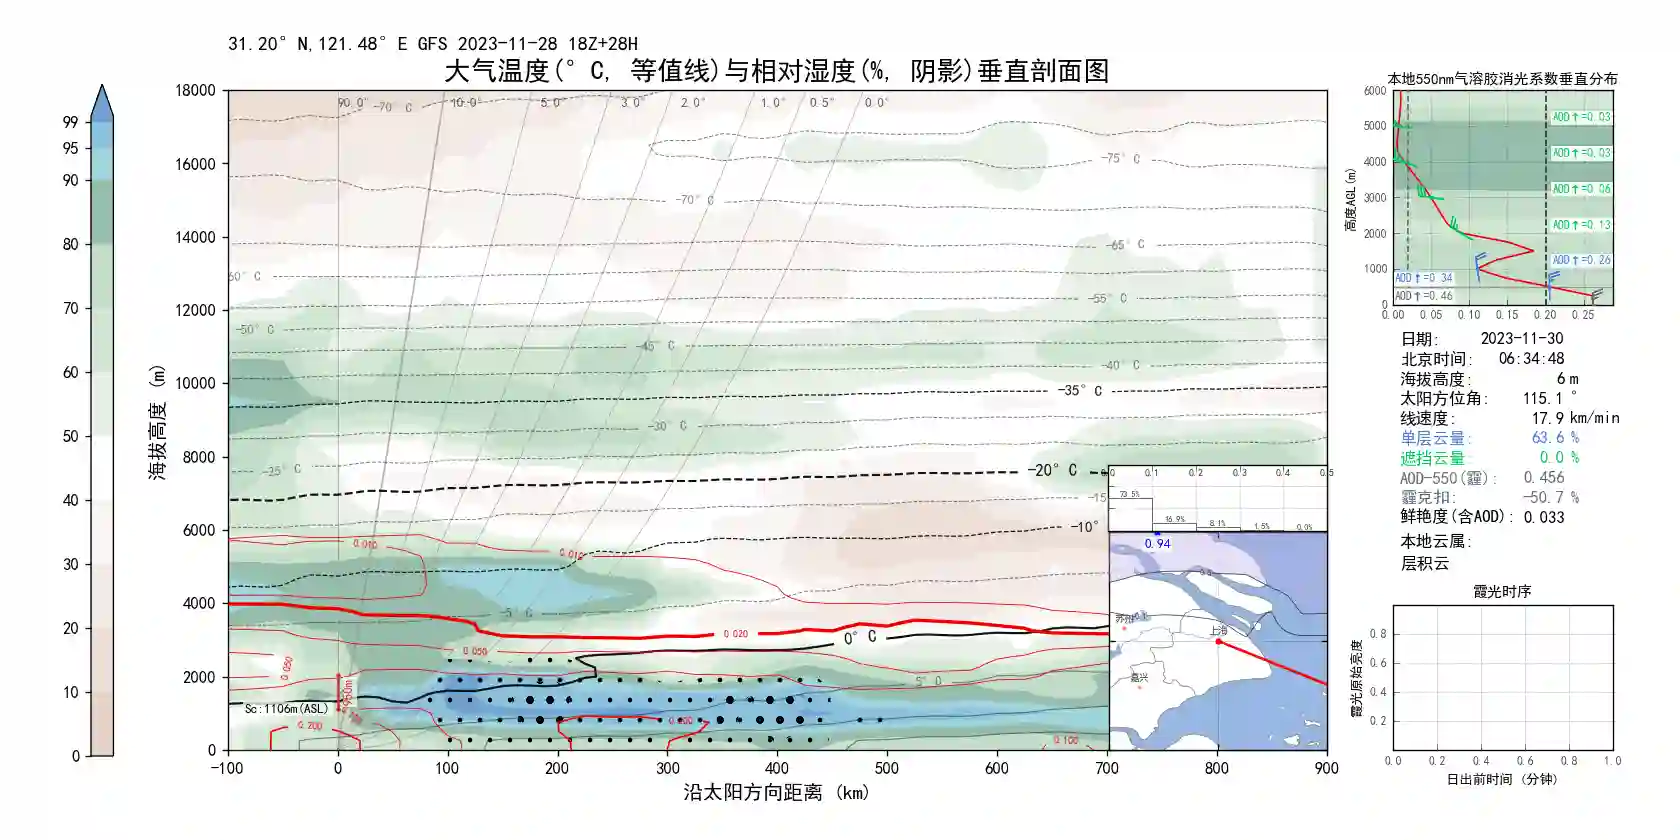 31.20° N,121.48° E GFS 2023-11-28 18Z+28H
大气温度(° C, 等值线)与相对湿度(%, 阴影)垂直剖面图
99
95
90
80
70
60
50
40
30
20
10
0
海拔高度 (m)
18000
16000
14000
12000
10000
8000
6000
4000
2000
0
90.0°
-70° C
10.0°
5.0°
3.0°
2.0°
1.0°
0.5°
0.0°
-75° C
-70° C
-65° C
60° C
-55° C
-50° C
-45° C
-40° C
-35° C
-30° C
-25° C
-20° C
-15
-10°
-5° C
0° C
5° C
0.010
0.010
0.020
0.050
0.050
0.200
0.100
Sc:1106m(ASL)
-100
0
100
200
300
400
500
600
700
800
900
沿太阳方向距离 (km)
0.1
0.2
0.3
0.4
0.5
73.5%
16.9%
8.1%
1.5%
0.0%
0.94
上海
嘉兴
本地550nm气溶胶消光系数垂直分布
高度AGL(m)
6000
5000
4000
3000
2000
1000
0
AOD↑=0.03
AOD↑=0.03
AOD↑=0.06
AOD↑=0.13
AOD↑=0.26
AOD↑=0.34
AOD↑=0.46
0.00 0.05 0.10 0.15 0.20 0.25
日期: 2023-11-30
北京时间: 06:34:48
海拔高度: 6 m
太阳方位角: 115.1 °
线速度: 17.9 km/min
单层云量: 63.6 %
遮挡云量: 0.0 %
AOD-550(霾): 0.456
霾克扣: -50.7 %
鲜艳度(含AOD): 0.033
本地云属:
层积云
霞光时序
霞光原始亮度
0.8
0.6
0.4
0.2
0.0 0.2 0.4 0.6 0.8 1.0
日出前时间 (分钟)